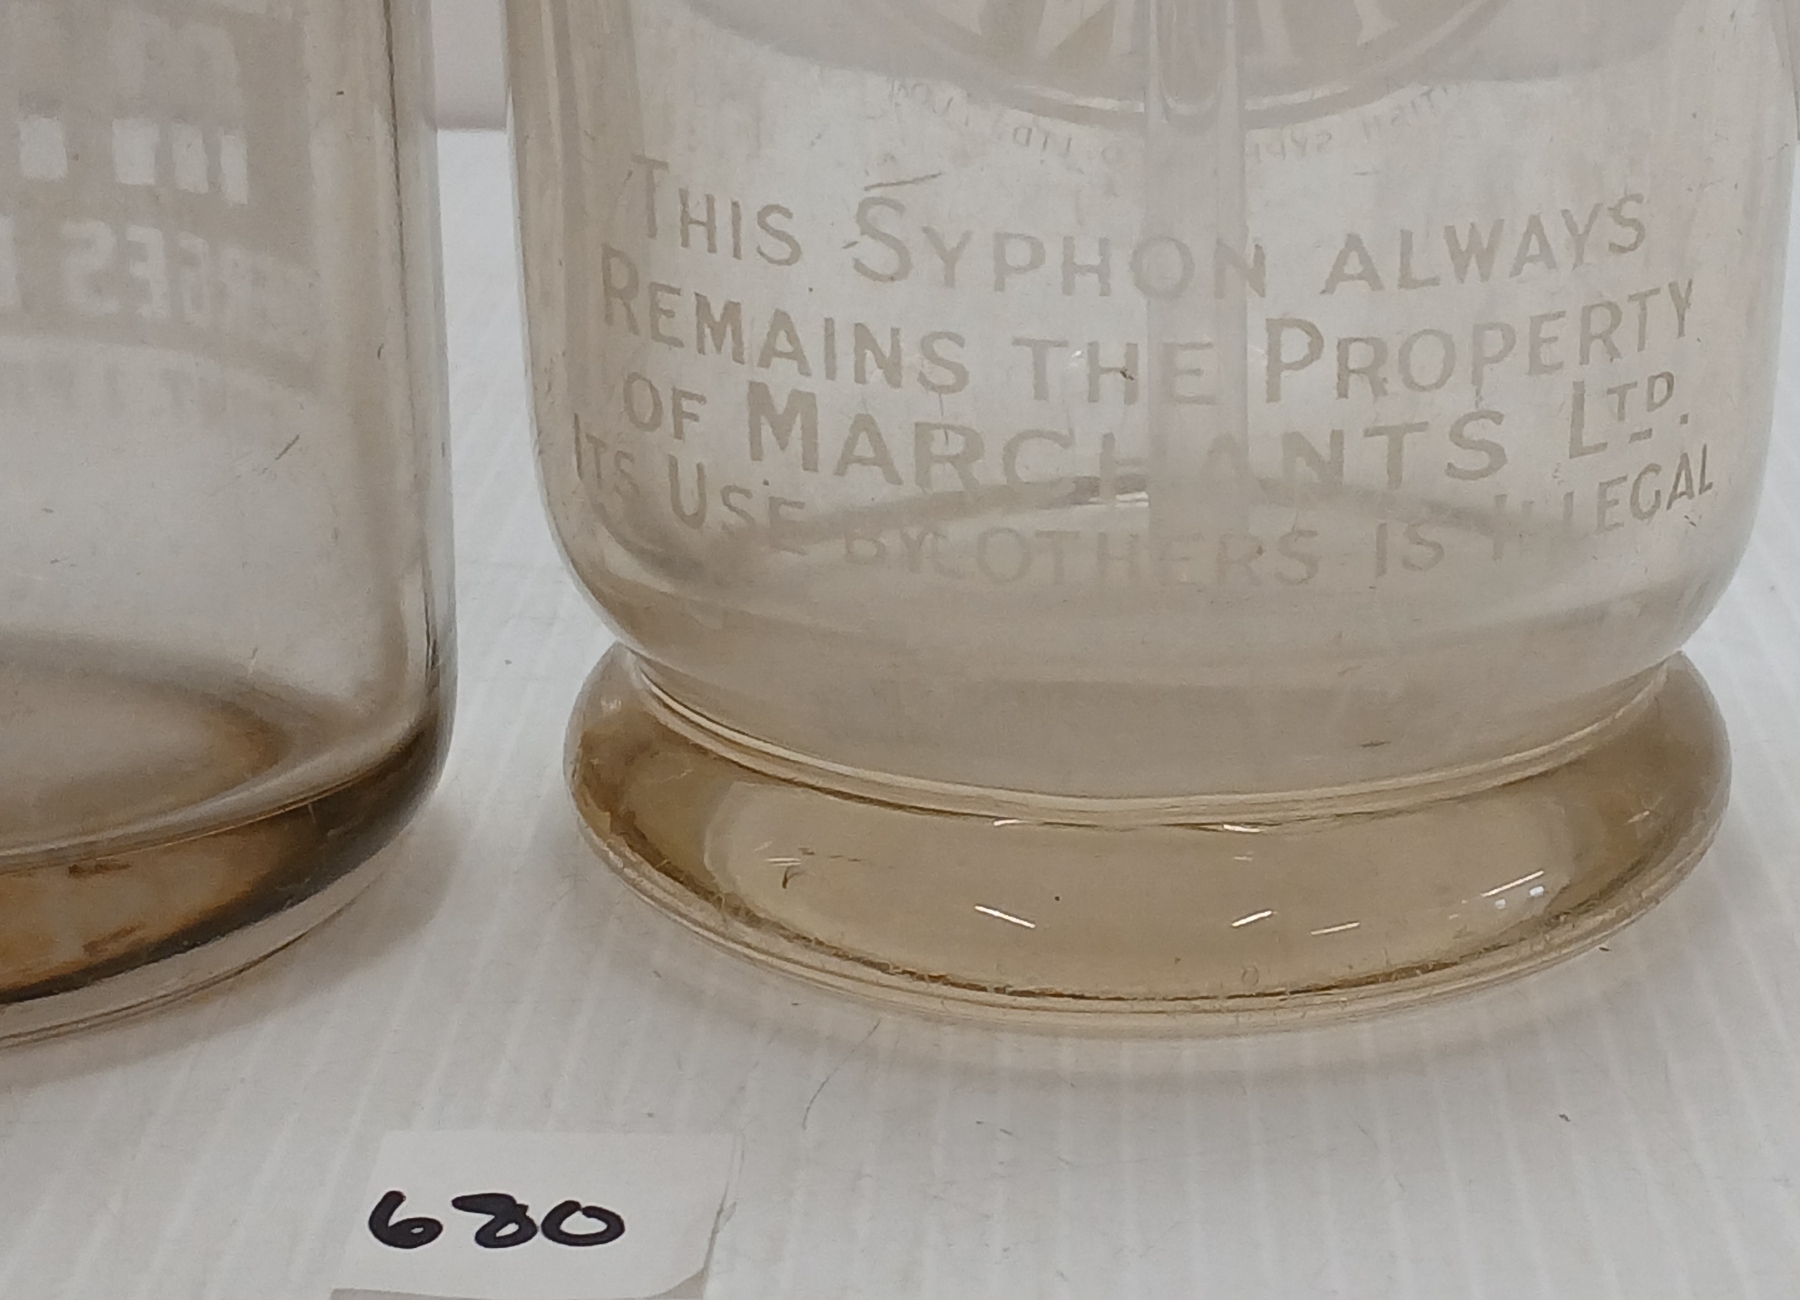 THIS SYPHON ALWAYS
REMAINS THE PROPERTY
OF MARCHANTS LTD.
ITS USE BY OTHERS IS ILLEGAL
680